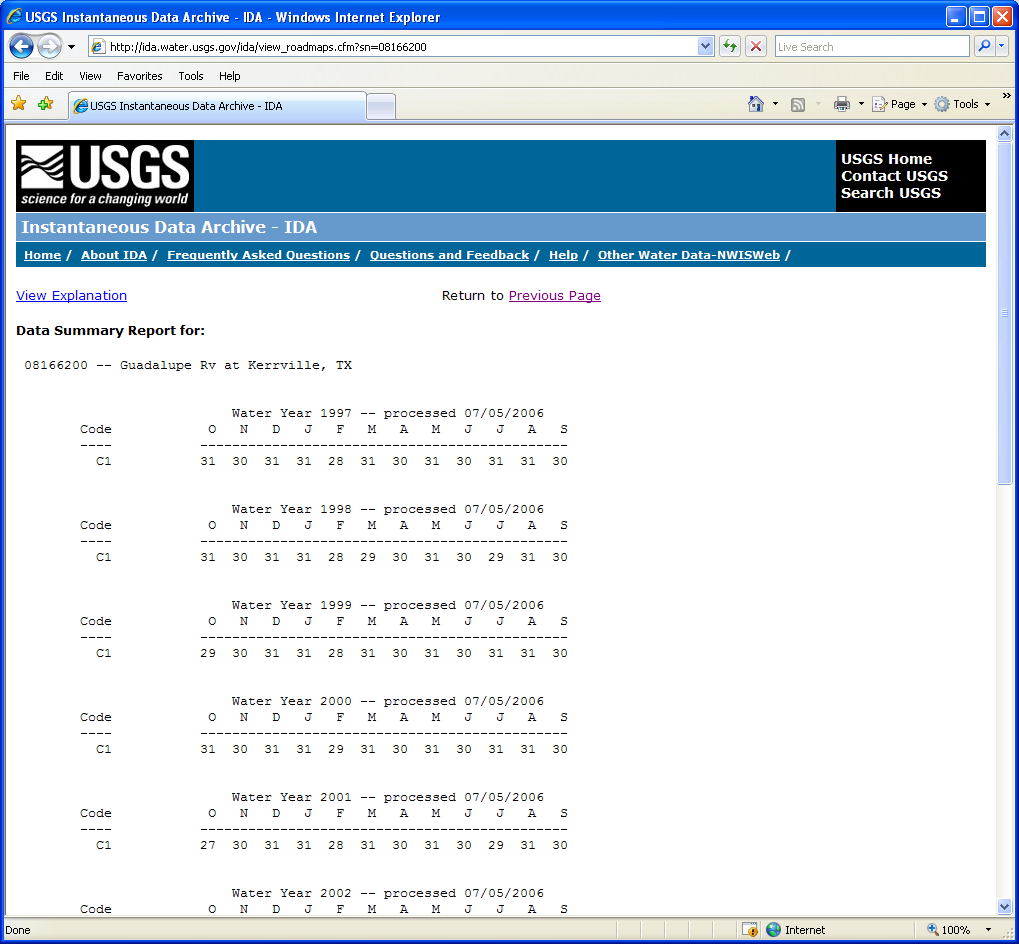 USGS Instantaneous Data Archive - IDA - Windows Internet Explorer
http://ida.water.usgs.gov/ida/view_roadmaps.cfm?sn=08166200
Live Search
File Edit View Favorites Tools Help
USGS Instantaneous Data Archive - IDA
Page Tools »
USGS
science for a changing world
USGS Home
Contact USGS
Search USGS
Instantaneous Data Archive - IDA
Home / About IDA / Frequently Asked Questions / Questions and Feedback / Help / Other Water Data-NWISWeb /
View Explanation Return to Previous Page
Data Summary Report for:
08166200 -- Guadalupe Rv at Kerrville, TX
Water Year 1997 -- processed 07/05/2006
Code O N D J F M A M J J A S
---- ----------------------------------------------
C1 31 30 31 31 28 31 30 31 30 31 31 30
Water Year 1998 -- processed 07/05/2006
Code O N D J F M A M J J A S
---- ----------------------------------------------
C1 31 30 31 31 28 29 30 31 30 29 31 30
Water Year 1999 -- processed 07/05/2006
Code O N D J F M A M J J A S
---- ----------------------------------------------
C1 29 30 31 31 28 31 30 31 30 31 31 30
Water Year 2000 -- processed 07/05/2006
Code O N D J F M A M J J A S
---- ----------------------------------------------
C1 31 30 31 31 29 31 30 31 30 31 31 30
Water Year 2001 -- processed 07/05/2006
Code O N D J F M A M J J A S
---- ----------------------------------------------
C1 27 30 31 31 28 31 30 31 30 29 31 30
Water Year 2002 -- processed 07/05/2006
Code O N D J F M A M J J A S
Done Internet 100%